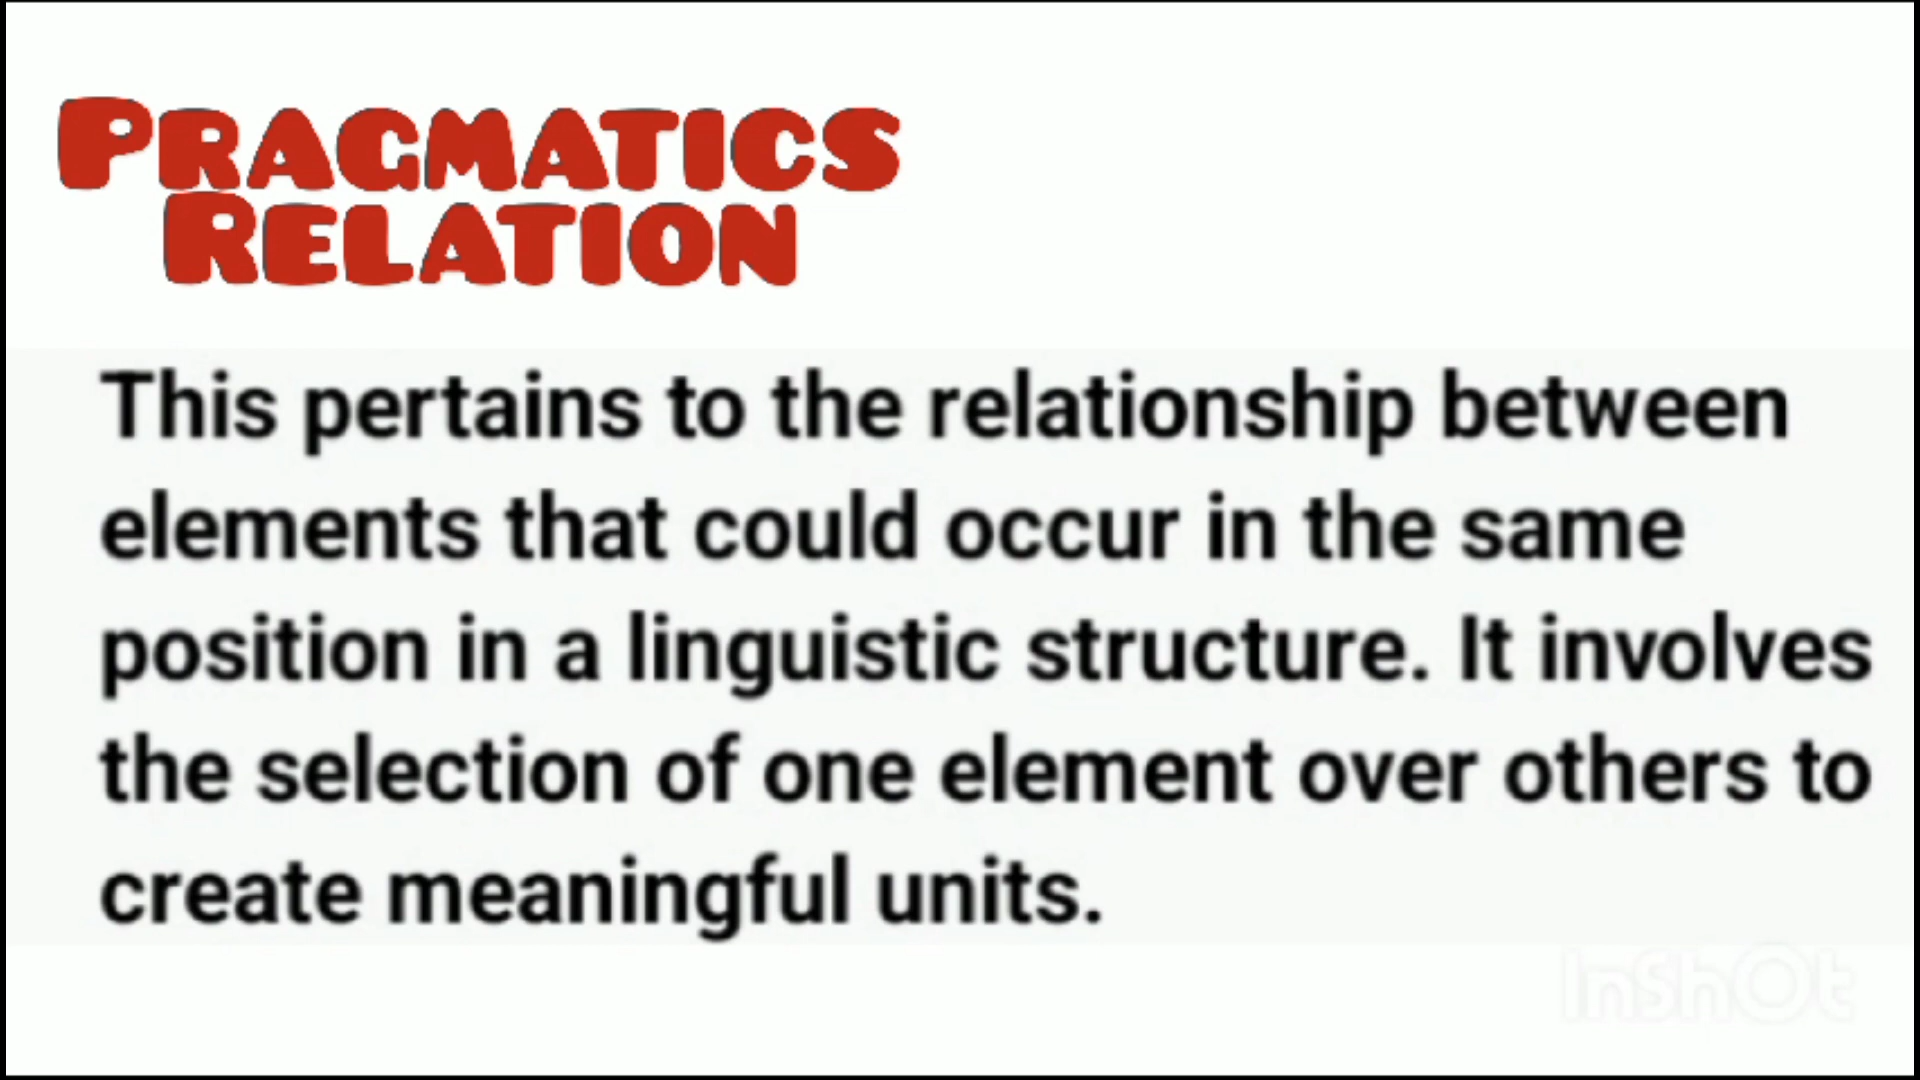 PRAGMATICS
RELATION
This pertains to the relationship between
elements that could occur in the same
position in a linguistic structure. It involves
the selection of one element over others to
create meaningful units.
InShOt